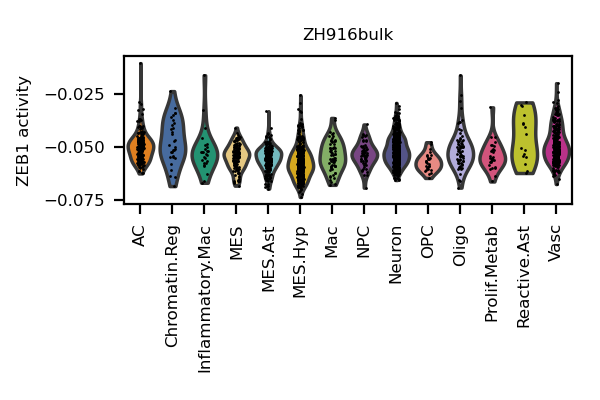 ZH916bulk
ZEB1 activity
−0.025
−0.050
−0.075
AC
Chromatin.Reg
Inflammatory.Mac
MES
MES.Ast
MES.Hyp
Mac
NPC
Neuron
OPC
Oligo
Prolif.Metab
Reactive.Ast
Vasc